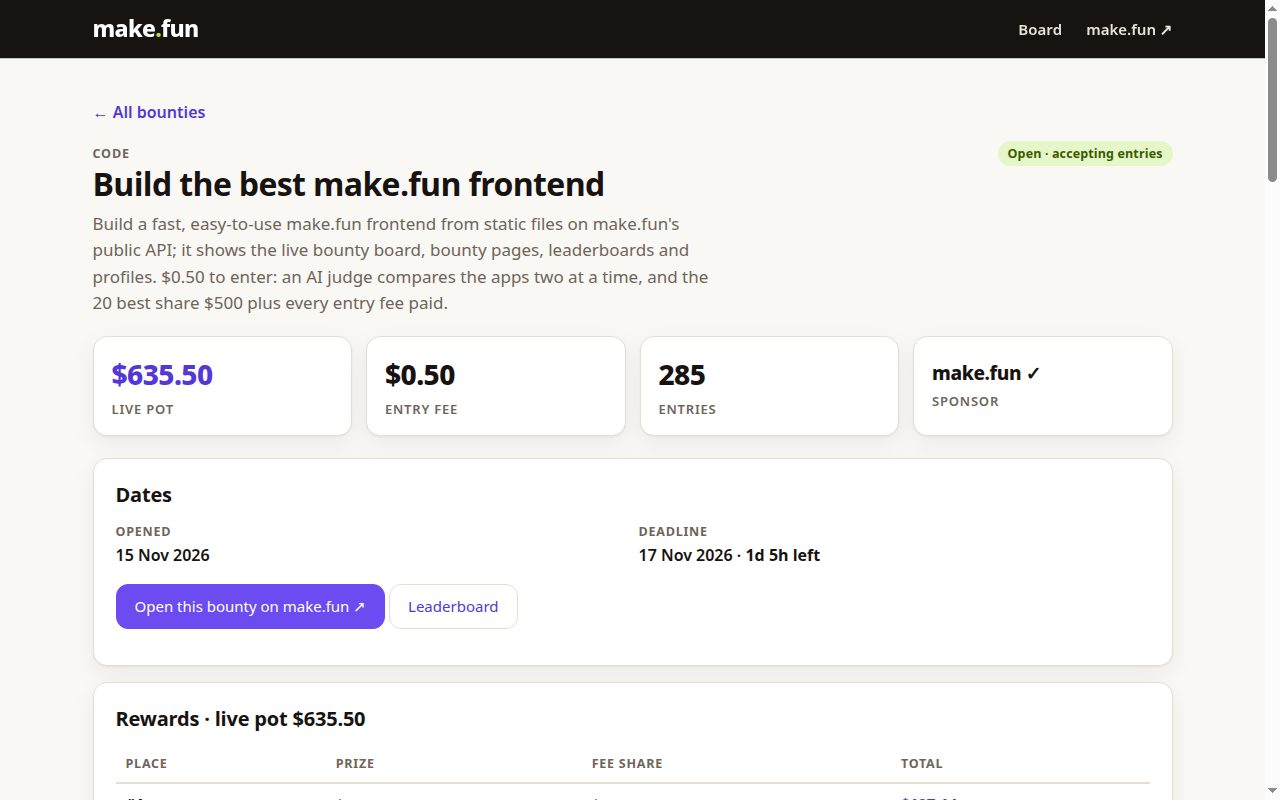 make.fun
Board make.fun ↗
← All bounties
CODE
Open · accepting entries
Build the best make.fun frontend
Build a fast, easy-to-use make.fun frontend from static files on make.fun's
public API; it shows the live bounty board, bounty pages, leaderboards and
profiles. $0.50 to enter: an AI judge compares the apps two at a time, and the
20 best share $500 plus every entry fee paid.
$635.50
LIVE POT
$0.50
ENTRY FEE
285
ENTRIES
make.fun ✓
SPONSOR
Dates
OPENED
15 Nov 2026
DEADLINE
17 Nov 2026 · 1d 5h left
Open this bounty on make.fun ↗
Leaderboard
Rewards · live pot $635.50
PLACE PRIZE FEE SHARE TOTAL